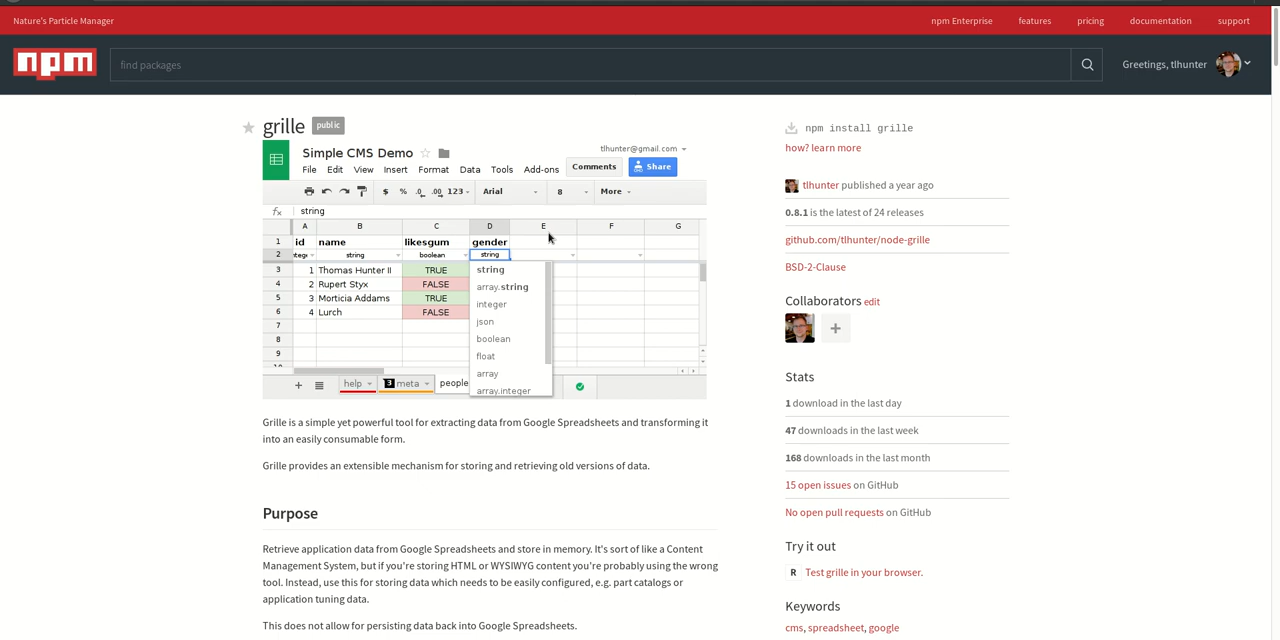 Nature's Particle Manager
npm Enterprise
features
pricing
documentation
support
npm
find packages
Greetings, tlhunter
grille public
Simple CMS Demo
tlhunter@gmail.com
File Edit View Insert Format Data Tools Add-ons
Comments
Share
$ % .0 .00 123 Arial 8 More
fx string
A B C D E F G
1 id name likesgum gender
2 string boolean string
3 1 Thomas Hunter II TRUE
4 2 Rupert Styx FALSE
5 3 Morticia Addams TRUE
6 4 Lurch FALSE
7
8
9
string
array.string
integer
json
boolean
float
array
array.integer
+ help 3 meta people
Grille is a simple yet powerful tool for extracting data from Google Spreadsheets and transforming it
into an easily consumable form.
Grille provides an extensible mechanism for storing and retrieving old versions of data.
Purpose
Retrieve application data from Google Spreadsheets and store in memory. It's sort of like a Content
Management System, but if you're storing HTML or WYSIWYG content you're probably using the wrong
tool. Instead, use this for storing data which needs to be easily configured, e.g. part catalogs or
application tuning data.
This does not allow for persisting data back into Google Spreadsheets.
npm install grille
how? learn more
tlhunter published a year ago
0.8.1 is the latest of 24 releases
github.com/tlhunter/node-grille
BSD-2-Clause
Collaborators edit
+
Stats
1 download in the last day
47 downloads in the last week
168 downloads in the last month
15 open issues on GitHub
No open pull requests on GitHub
Try it out
R Test grille in your browser.
Keywords
cms, spreadsheet, google